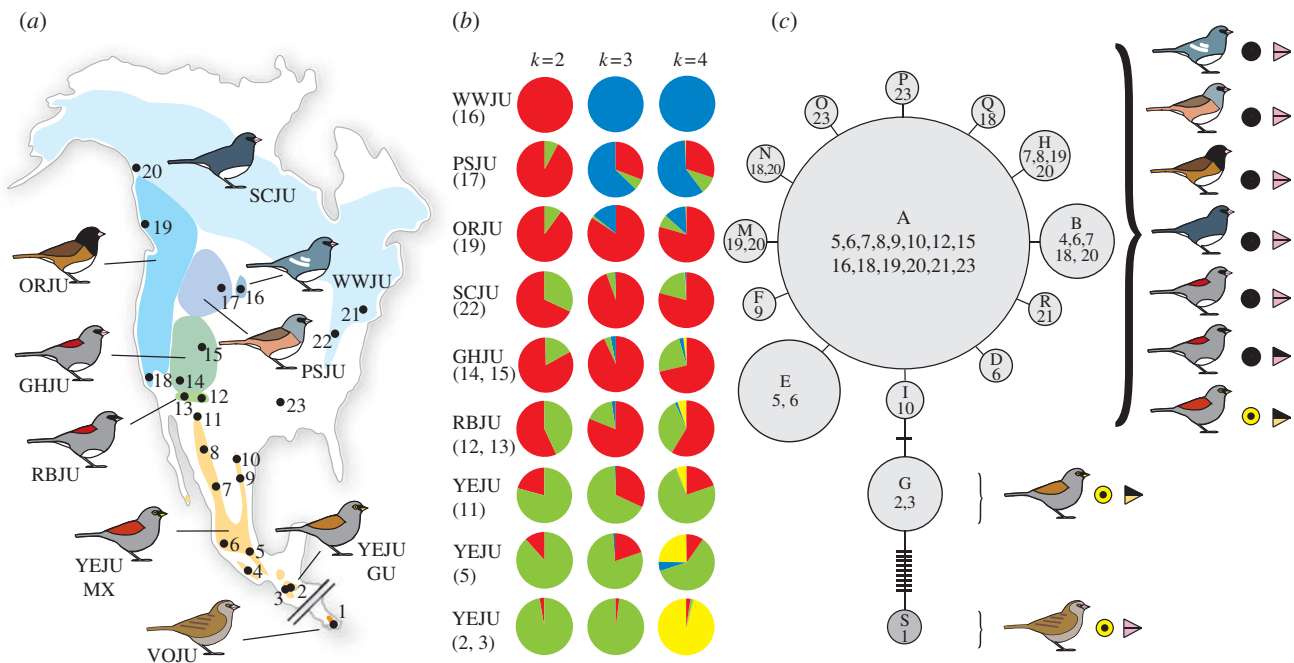 (a)
20
SCJU
19
ORJU
17
16
WWJU
21
22
PSJU
15
GHJU
18
14
13
12
23
11
RBJU
8
10
9
7
6
5
YEJU
MX
4
YEJU
GU
3
2
1
VOJU
(b)
k=2 k=3 k=4
WWJU
(16)
PSJU
(17)
ORJU
(19)
SCJU
(22)
GHJU
(14, 15)
RBJU
(12, 13)
YEJU
(11)
YEJU
(5)
YEJU
(2, 3)
(c)
P
23
O
23
Q
18
N
18,20
H
7,8,19
20
M
19,20
A
5,6,7,8,9,10,12,15
16,18,19,20,21,23
B
4,6,7
18, 20
F
9
R
21
D
6
E
5, 6
I
10
G
2,3
S
1